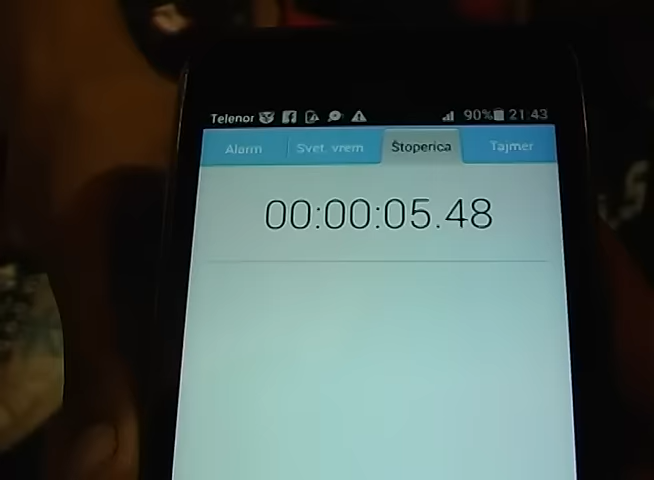 Telenor 90% 21:43
Alarm Svet. vrem Štoperica Tajmer
00:00:05.48